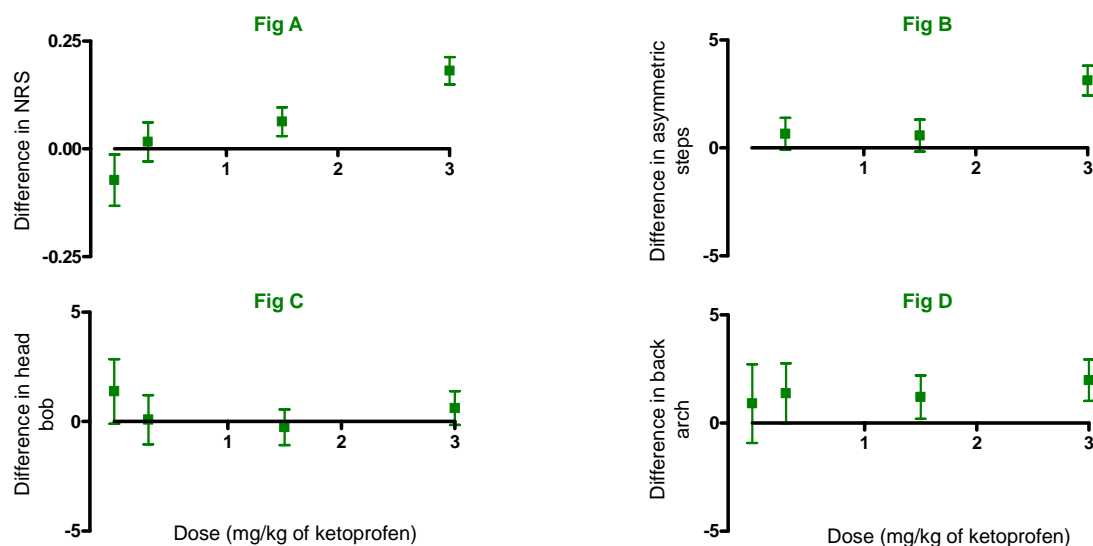 Fig A
0.25
0.00
-0.25
1
2
3
Difference in NRS
Fig B
5
0
-5
1
2
3
Difference in asymmetric
steps
Fig C
5
0
-5
1
2
3
Difference in head
bob
Dose (mg/kg of ketoprofen)
Fig D
5
0
-5
1
2
3
Difference in back
arch
Dose (mg/kg of ketoprofen)